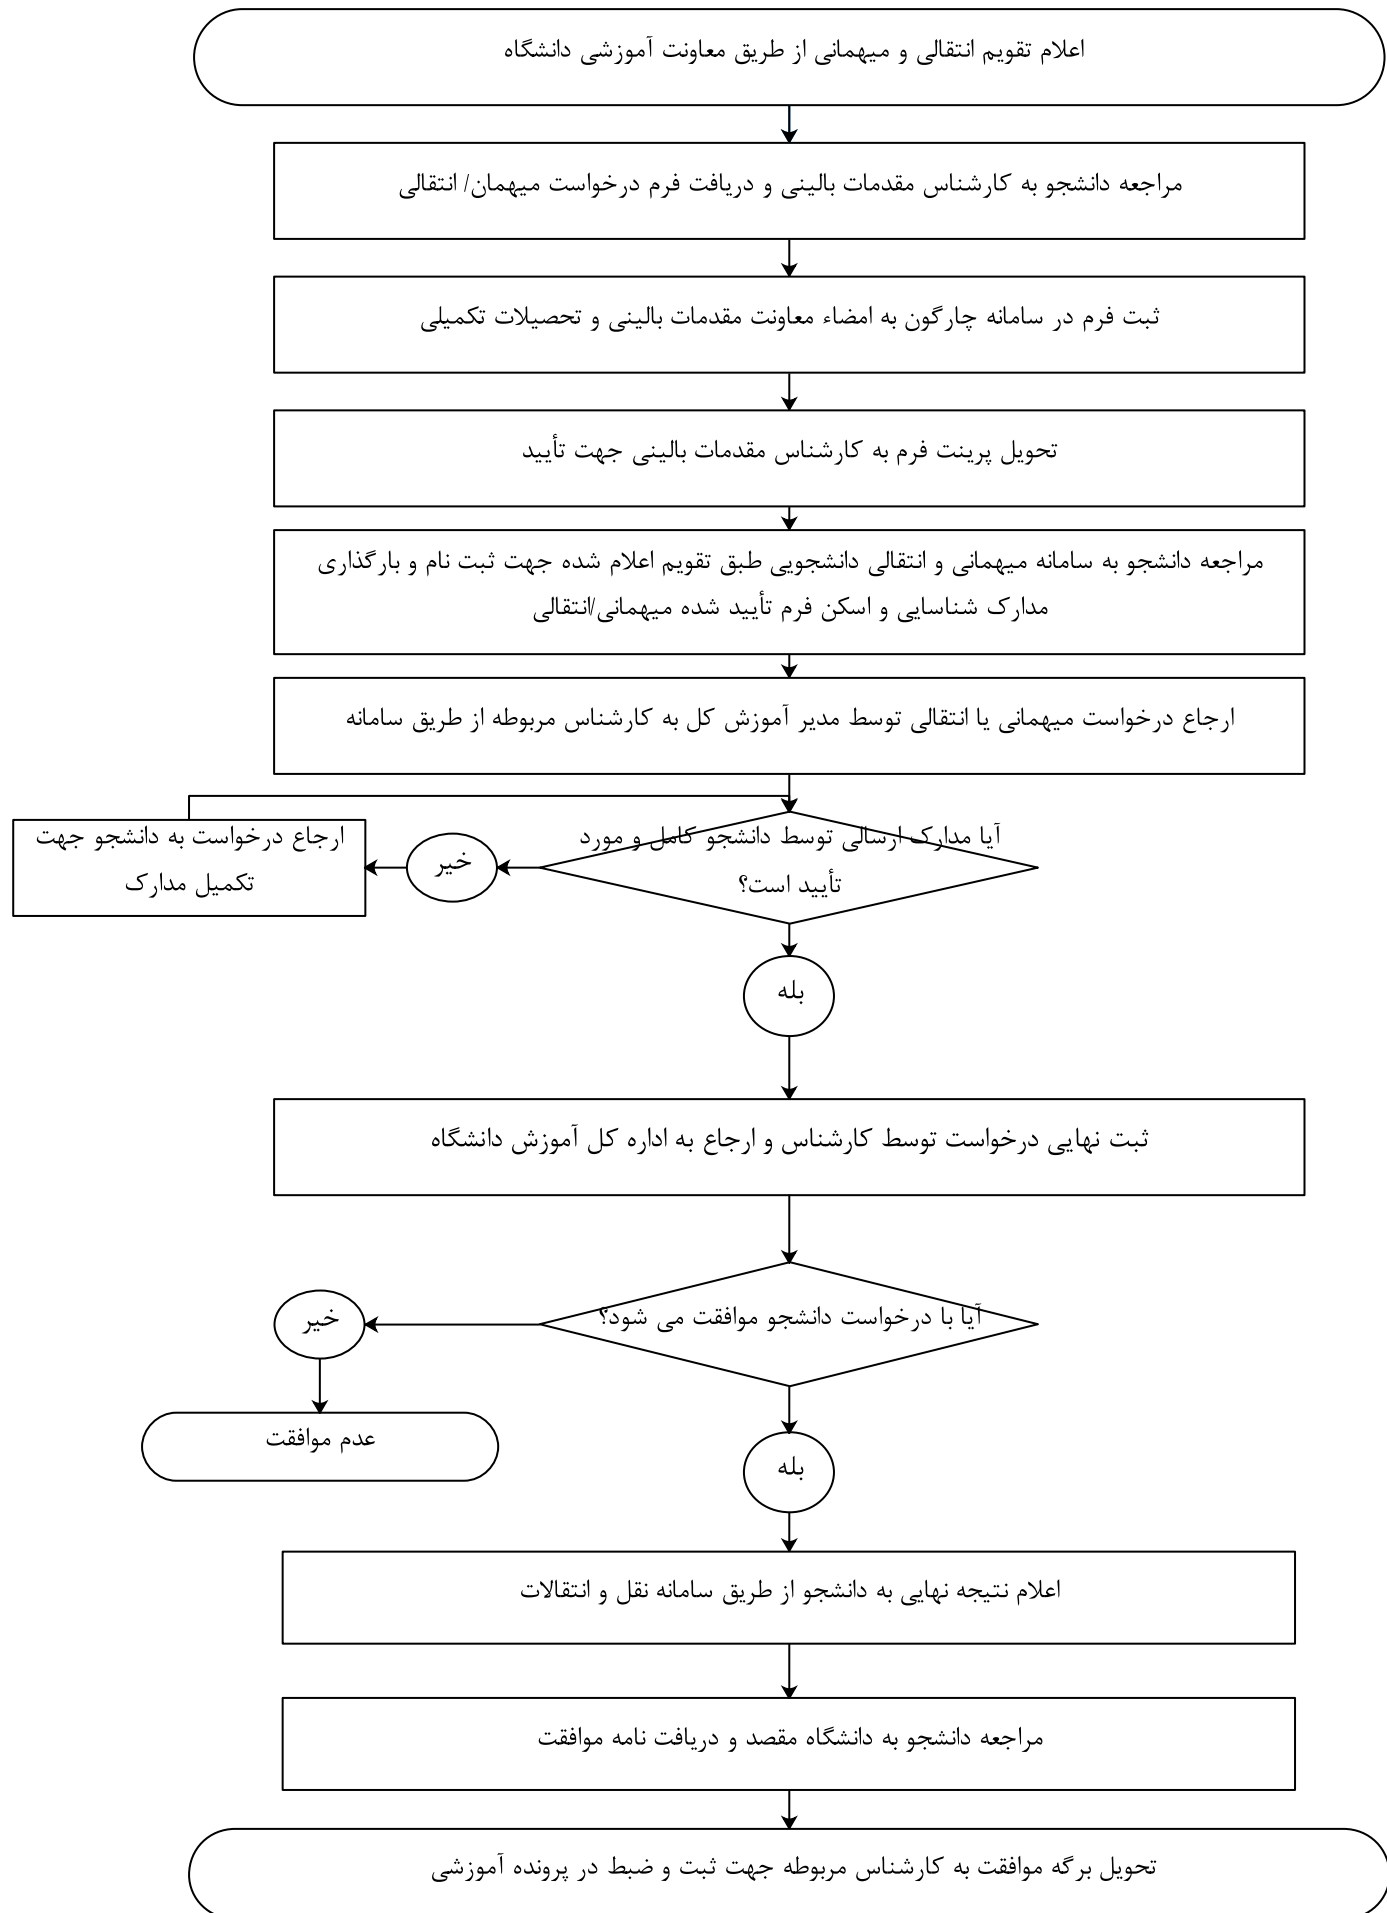 اعلام تقویم انتقالی و میهمانی از طریق معاونت آموزشی دانشگاه
مراجعه دانشجو به کارشناس مقدمات بالینی و دریافت فرم درخواست میهمان/ انتقالی
ثبت فرم در سامانه چارگون به امضاء معاونت مقدمات بالینی و تحصیلات تکمیلی
تحویل پرینت فرم به کارشناس مقدمات بالینی جهت تأیید
مراجعه دانشجو به سامانه میهمانی و انتقالی دانشجویی طبق تقویم اعلام شده جهت ثبت نام و بارگذاری
مدارک شناسایی و اسکن فرم تأیید شده میهمانی/انتقالی
ارجاع درخواست میهمانی یا انتقالی توسط مدیر آموزش کل به کارشناس مربوطه از طریق سامانه
آیا مدارک ارسالی توسط دانشجو کامل و مورد
تأیید است؟
خیر
ارجاع درخواست به دانشجو جهت
تکمیل مدارک
بله
ثبت نهایی درخواست توسط کارشناس و ارجاع به اداره کل آموزش دانشگاه
آیا با درخواست دانشجو موافقت می شود؟
خیر
عدم موافقت
بله
اعلام نتیجه نهایی به دانشجو از طریق سامانه نقل و انتقالات
مراجعه دانشجو به دانشگاه مقصد و دریافت نامه موافقت
تحویل برگه موافقت به کارشناس مربوطه جهت ثبت و ضبط در پرونده آموزشی